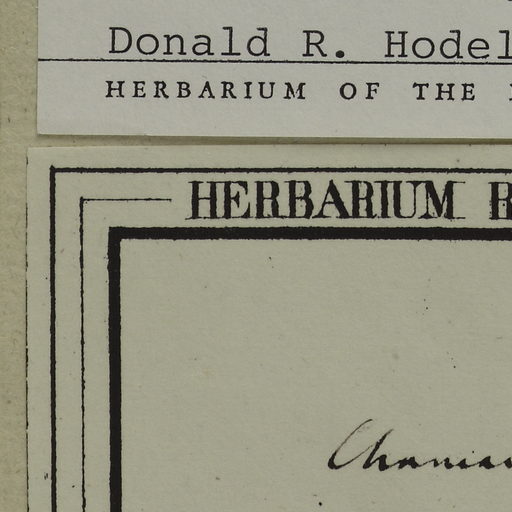 Donald R. Hodel
HERBARIUM OF THE
HERBARIUM